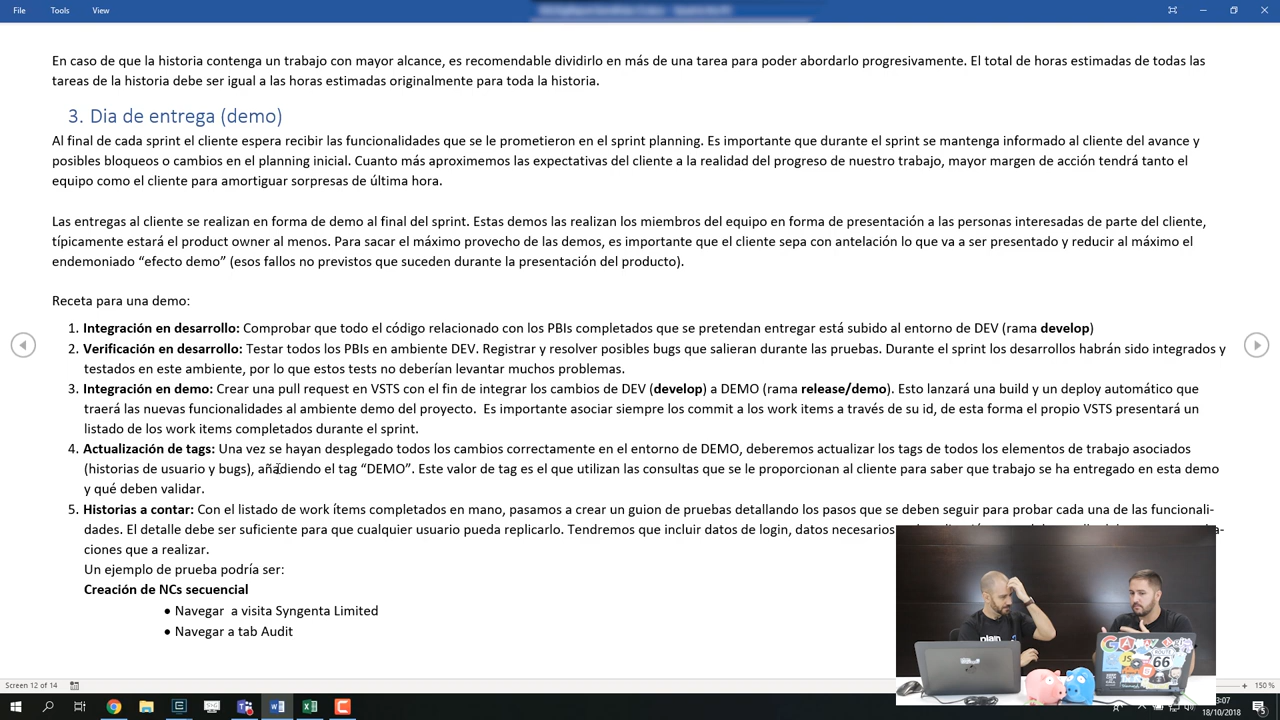 File Tools View
En caso de que la historia contenga un trabajo con mayor alcance, es recomendable dividirlo en más de una tarea para poder abordarlo progresivamente. El total de horas estimadas de todas las
tareas de la historia debe ser igual a las horas estimadas originalmente para toda la historia.
3. Dia de entrega (demo)
Al final de cada sprint el cliente espera recibir las funcionalidades que se le prometieron en el sprint planning. Es importante que durante el sprint se mantenga informado al cliente del avance y
posibles bloqueos o cambios en el planning inicial. Cuanto más aproximemos las expectativas del cliente a la realidad del progreso de nuestro trabajo, mayor margen de acción tendrá tanto el
equipo como el cliente para amortiguar sorpresas de última hora.
Las entregas al cliente se realizan en forma de demo al final del sprint. Estas demos las realizan los miembros del equipo en forma de presentación a las personas interesadas de parte del cliente,
típicamente estará el product owner al menos. Para sacar el máximo provecho de las demos, es importante que el cliente sepa con antelación lo que va a ser presentado y reducir al máximo el
endemoniado “efecto demo” (esos fallos no previstos que suceden durante la presentación del producto).
Receta para una demo:
1. Integración en desarrollo: Comprobar que todo el código relacionado con los PBIs completados que se pretendan entregar está subido al entorno de DEV (rama develop)
2. Verificación en desarrollo: Testar todos los PBIs en ambiente DEV. Registrar y resolver posibles bugs que salieran durante las pruebas. Durante el sprint los desarrollos habrán sido integrados y
testados en este ambiente, por lo que estos tests no deberían levantar muchos problemas.
3. Integración en demo: Crear una pull request en VSTS con el fin de integrar los cambios de DEV (develop) a DEMO (rama release/demo). Esto lanzará una build y un deploy automático que
traerá las nuevas funcionalidades al ambiente demo del proyecto. Es importante asociar siempre los commit a los work items a través de su id, de esta forma el propio VSTS presentará un
listado de los work items completados durante el sprint.
4. Actualización de tags: Una vez se hayan desplegado todos los cambios correctamente en el entorno de DEMO, deberemos actualizar los tags de todos los elementos de trabajo asociados
(historias de usuario y bugs), añadiendo el tag “DEMO”. Este valor de tag es el que utilizan las consultas que se le proporcionan al cliente para saber que trabajo se ha entregado en esta demo
y qué deben validar.
5. Historias a contar: Con el listado de work ítems completados en mano, pasamos a crear un guion de pruebas detallando los pasos que se deben seguir para probar cada una de las funcionali-
dades. El detalle debe ser suficiente para que cualquier usuario pueda replicarlo. Tendremos que incluir datos de login, datos necesarios
ciones que a realizar.
Un ejemplo de prueba podría ser:
Creación de NCs secuencial
• Navegar a visita Syngenta Limited
• Navegar a tab Audit
plain
JS
66
Screen 12 of 14
150 %
18/10/2018